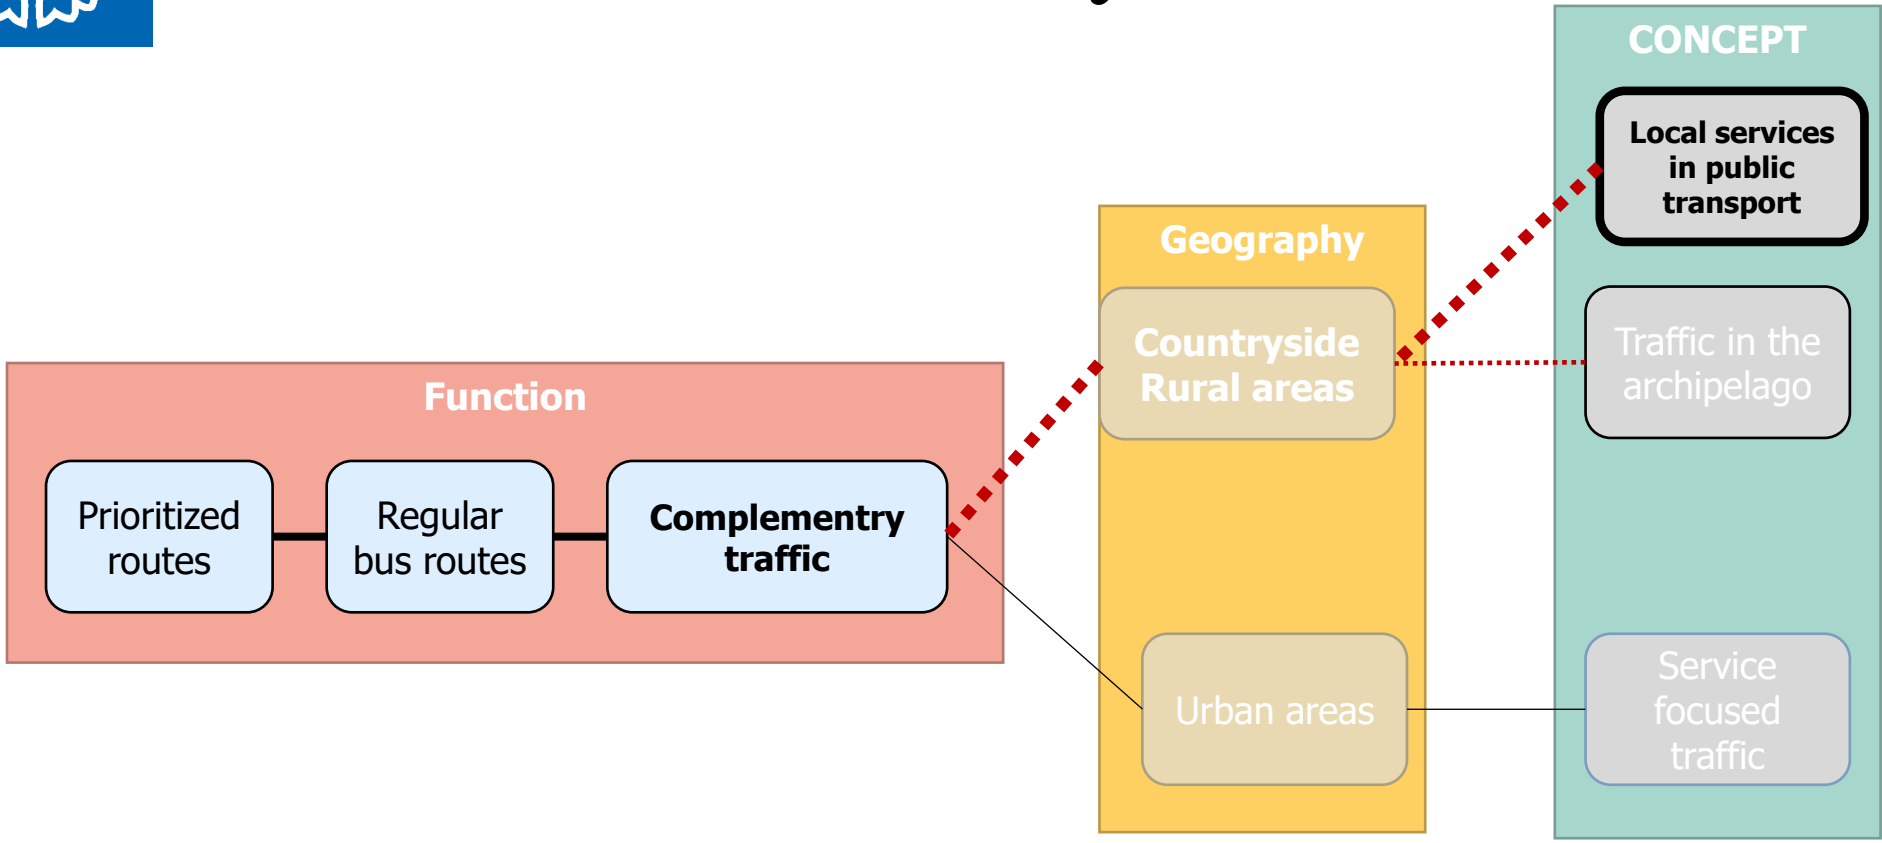 CONCEPT
Local services
in public
transport
Geography
Countryside
Rural areas
Traffic in the
archipelago
Function
Prioritized
routes
Regular
bus routes
Complementry
traffic
Urban areas
Service
focused
traffic